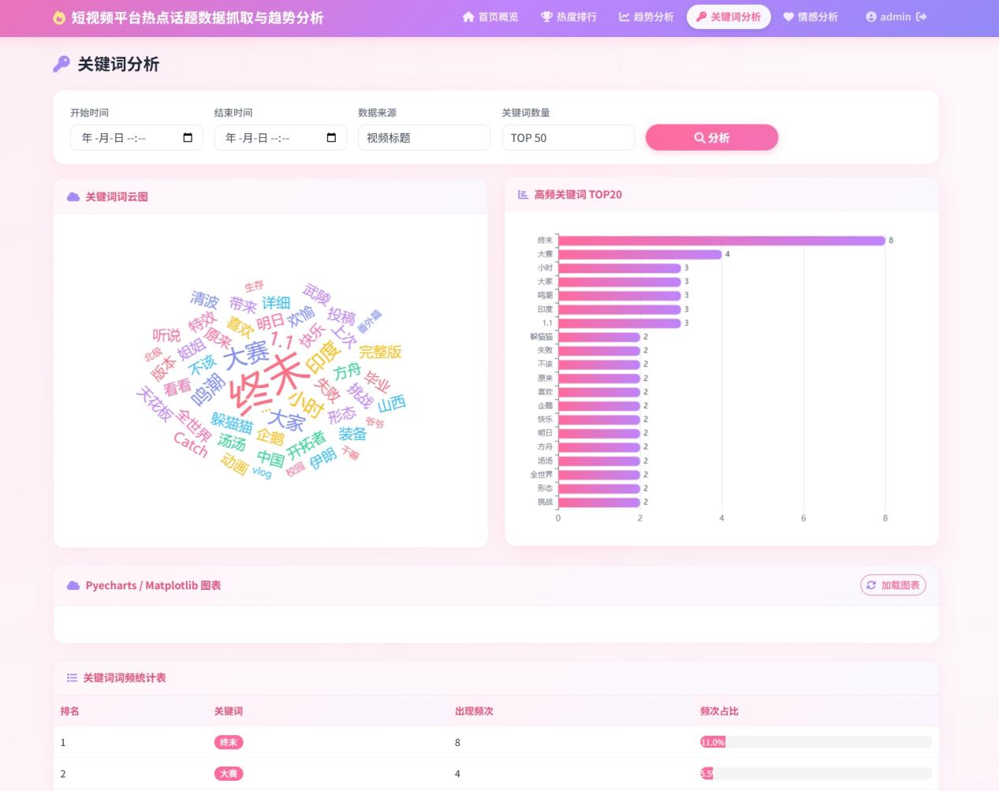 短视频平台热点话题数据抓取与趋势分析
首页概览
热度排行
趋势分析
关键词分析
情感分析
admin
关键词分析
开始时间
结束时间
数据来源
关键词数量
年 -月-日 --:--
年 -月-日 --:--
视频标题
TOP 50
分析
关键词词云图
生存
武陵
清波
带来
详细
欢愉
投稿
番外篇
特效
喜欢
明日
快乐
上次
听说
原来
1.1
北极
姐姐
大赛
印度
完整版
版本
不该
终末
方舟
毕业
看看
鸣潮
失败
挑战
山西
天花板
小时
...
全世界
躲猫猫
大家
形态
爷爷
Catch
汤汤
企鹅
开拓者
装备
动画
中国
伊朗
干嘛
vlog
校园
高频关键词 TOP20
终末 8
大赛 4
小时 3
大家 3
鸣潮 3
印度 3
1.1 3
躲猫猫 2
失败 2
不该 2
原来 2
喜欢 2
企鹅 2
快乐 2
明日 2
方舟 2
汤汤 2
全世界 2
形态 2
挑战 2
0 2 4 6 8
Pyecharts / Matplotlib 图表
加载图表
关键词词频统计表
排名 关键词 出现频次 频次占比
1 终末 8 11.0%
2 大赛 4 5.5